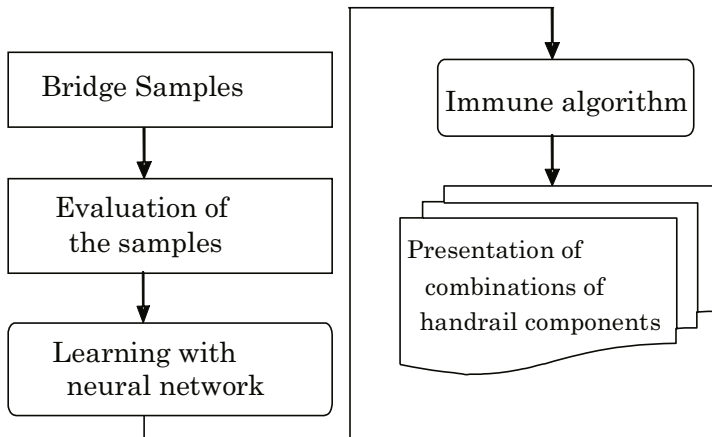 Bridge Samples
Evaluation of
the samples
Learning with
neural network
Immune algorithm
Presentation of
combinations of
handrail components